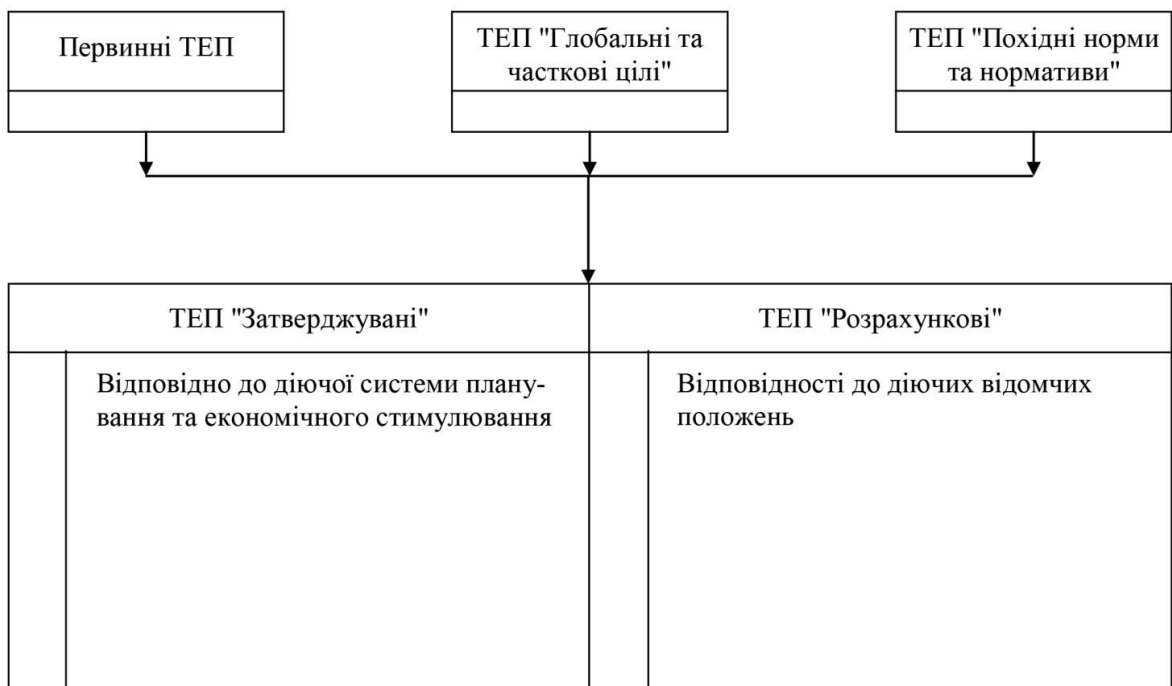 Первинні ТЕП
ТЕП "Глобальні та
часткові цілі"
ТЕП "Похідні норми
та нормативи"
ТЕП "Затверджувані"
ТЕП "Розрахункові"
Відповідно до діючої системи плану-
вання та економічного стимулювання
Відповідності до діючих відомчих
положень